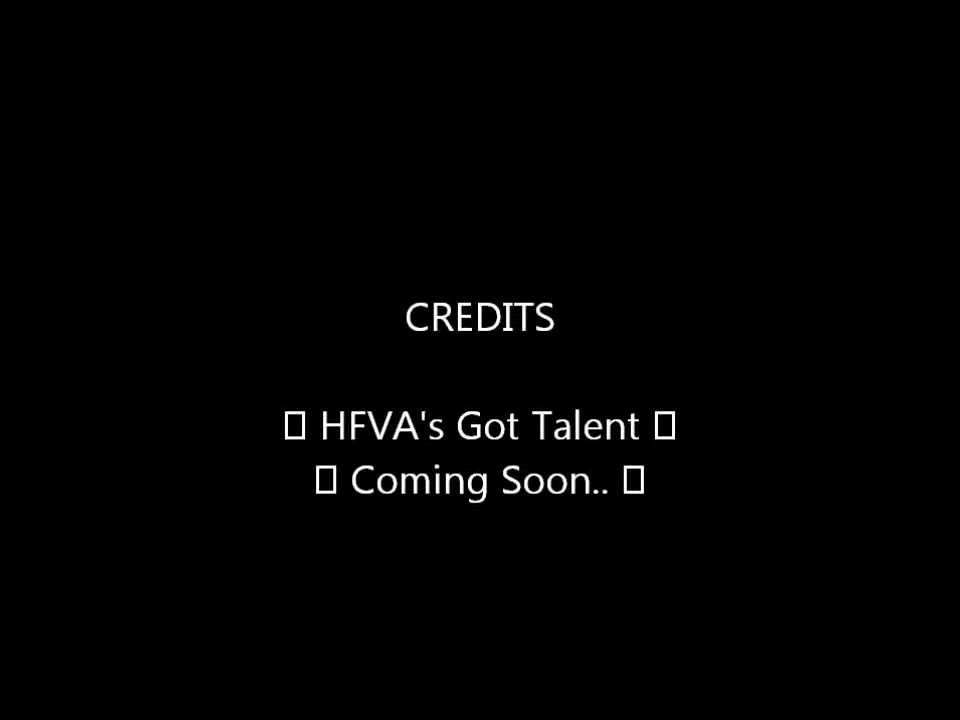 CREDITS
▯ HFVA's Got Talent ▯
▯ Coming Soon.. ▯